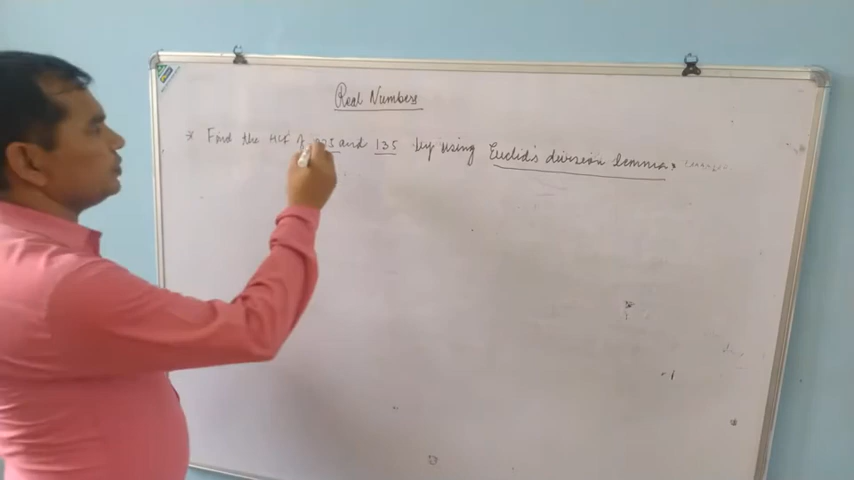 Real Numbers
* Find the HCF of 225 and 135 by using Euclid's division lemma.